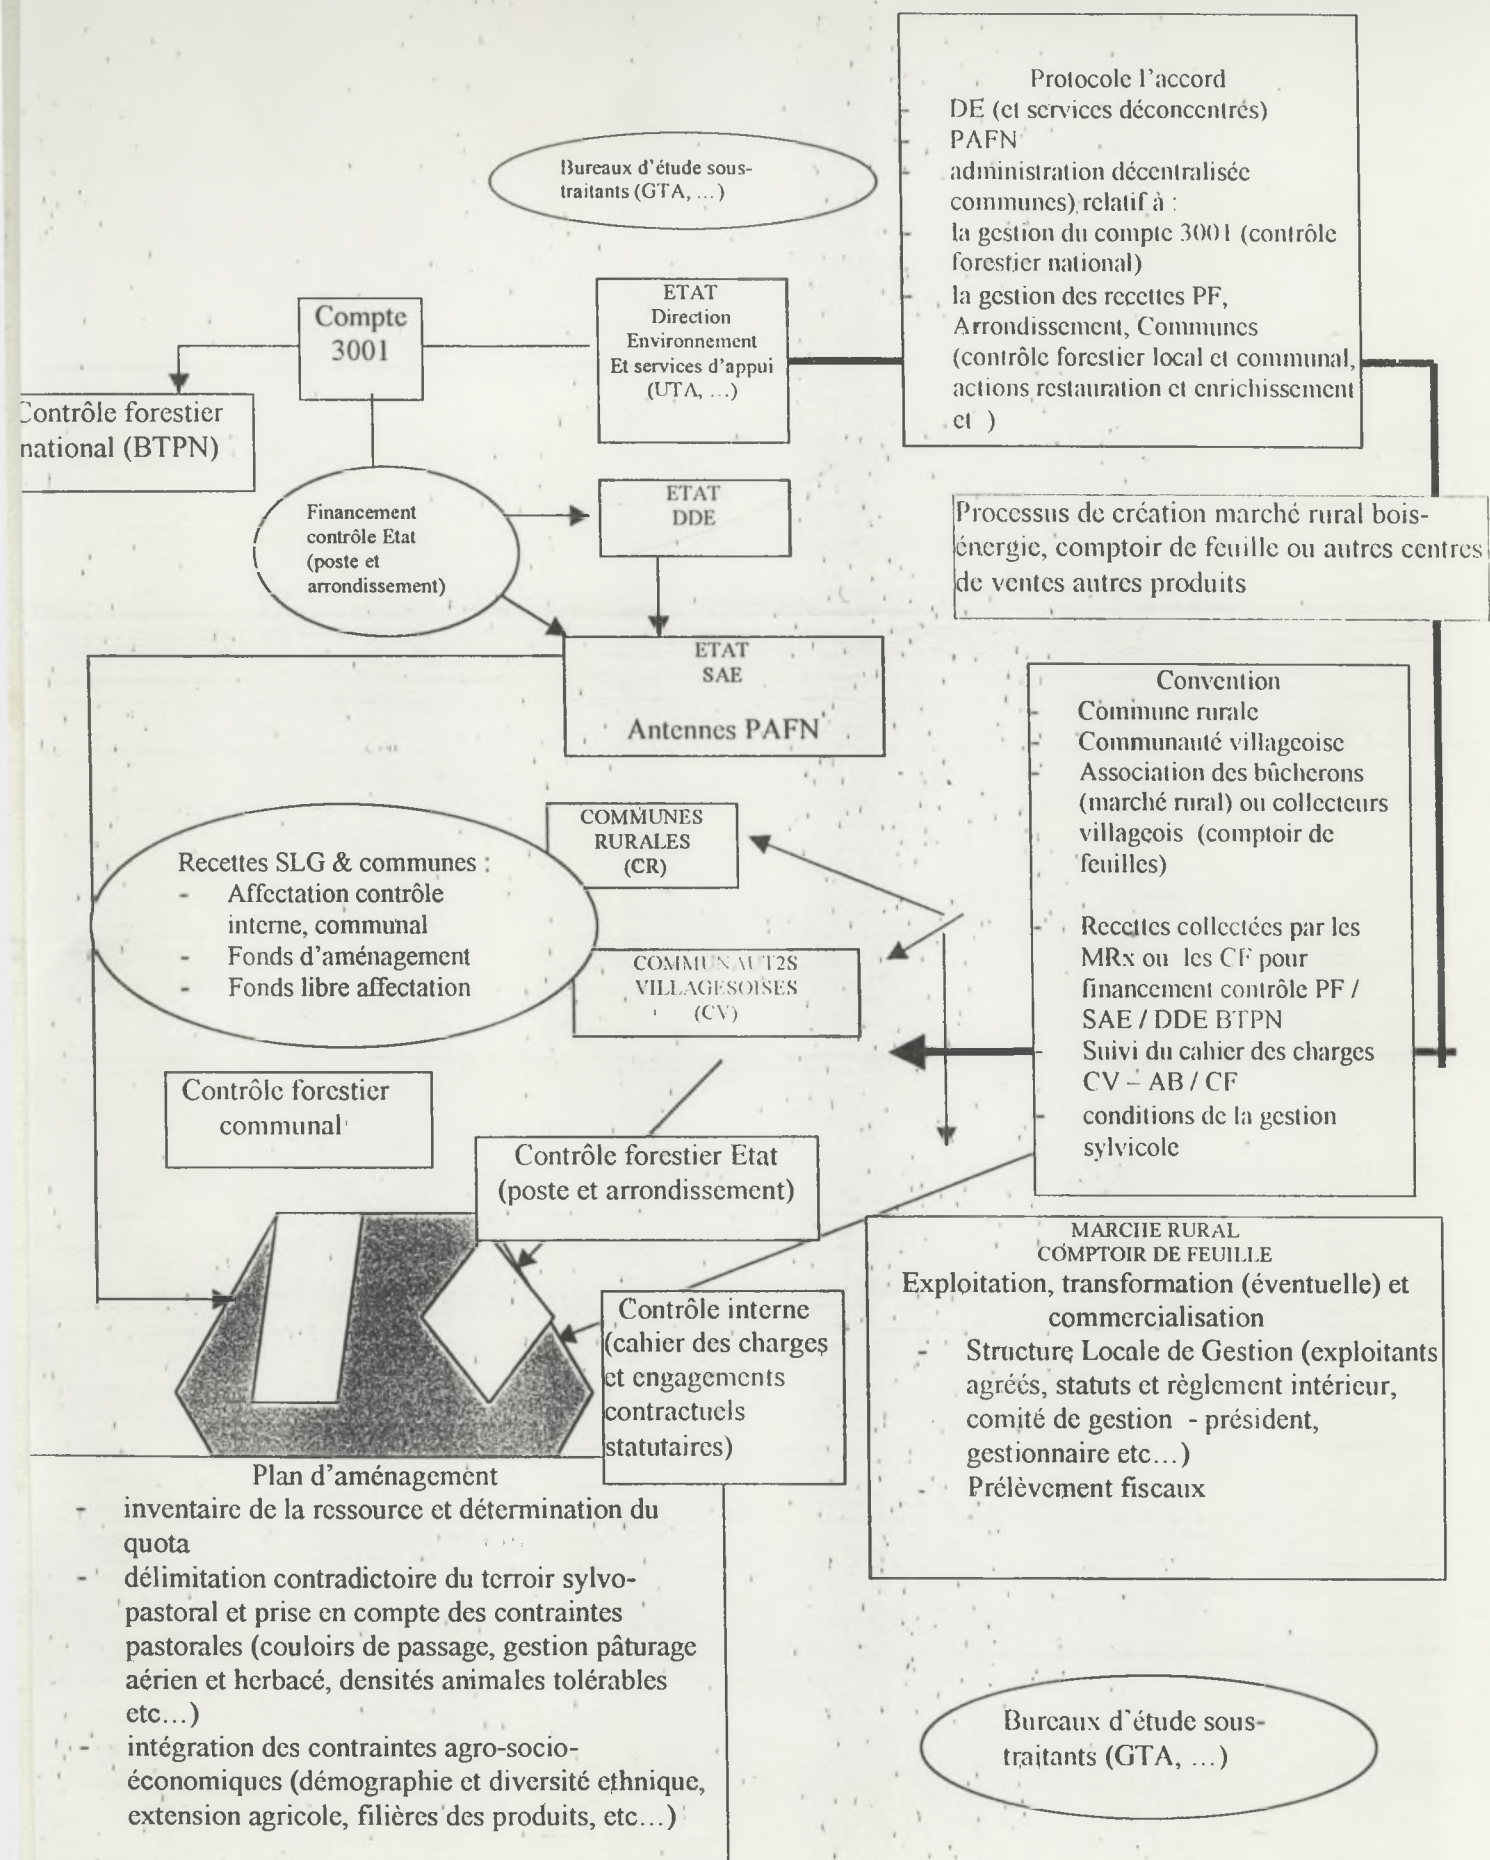 Protocole l'accord
- DE (et services déconcentrés)
- PAFN
- administration décentralisée
communes) relatif à :
- la gestion du compte 3001 (contrôle
forestier national)
- la gestion des recettes PF,
Arrondissement, Communes
(contrôle forestier local et communal,
actions restauration et enrichissement
et )
Bureaux d'étude sous-
traitants (GTA, ...)
ETAT
Direction
Environnement
Et services d'appui
(UTA, ...)
Compte
3001
Contrôle forestier
national (BTPN)
Financement
contrôle Etat
(poste et
arrondissement)
ETAT
DDE
Processus de création marché rural bois-
énergie, comptoir de feuille ou autres centres
de ventes autres produits
ETAT
SAE
Antennes PAFN
Convention
- Commune rurale
- Communauté villageoise
- Association des bûcherons
(marché rural) ou collecteurs
villageois (comptoir de
feuilles)
- Recettes collectées par les
MRx ou les CF pour
financement contrôle PF /
SAE / DDE BTPN
- Suivi du cahier des charges
CV – AB / CF
- conditions de la gestion
sylvicole
COMMUNES
RURALES
(CR)
Recettes SLG & communes :
- Affectation contrôle
interne, communal
- Fonds d'aménagement
- Fonds libre affectation
COMMUNAUT2S
VILLAGESOISES
(CV)
Contrôle forestier
communal
Contrôle forestier Etat
(poste et arrondissement)
Contrôle interne
(cahier des charges
et engagements
contractuels
statutaires)
MARCHE RURAL
COMPTOIR DE FEUILLE
Exploitation, transformation (éventuelle) et
commercialisation
- Structure Locale de Gestion (exploitants
agréés, statuts et règlement intérieur,
comité de gestion - président,
gestionnaire etc...)
- Prélèvement fiscaux
Plan d'aménagement
- inventaire de la ressource et détermination du
quota
- délimitation contradictoire du terroir sylvo-
pastoral et prise en compte des contraintes
pastorales (couloirs de passage, gestion pâturage
aérien et herbacé, densités animales tolérables
etc...)
- intégration des contraintes agro-socio-
économiques (démographie et diversité ethnique,
extension agricole, filières des produits, etc...)
Bureaux d'étude sous-
traitants (GTA, ...)